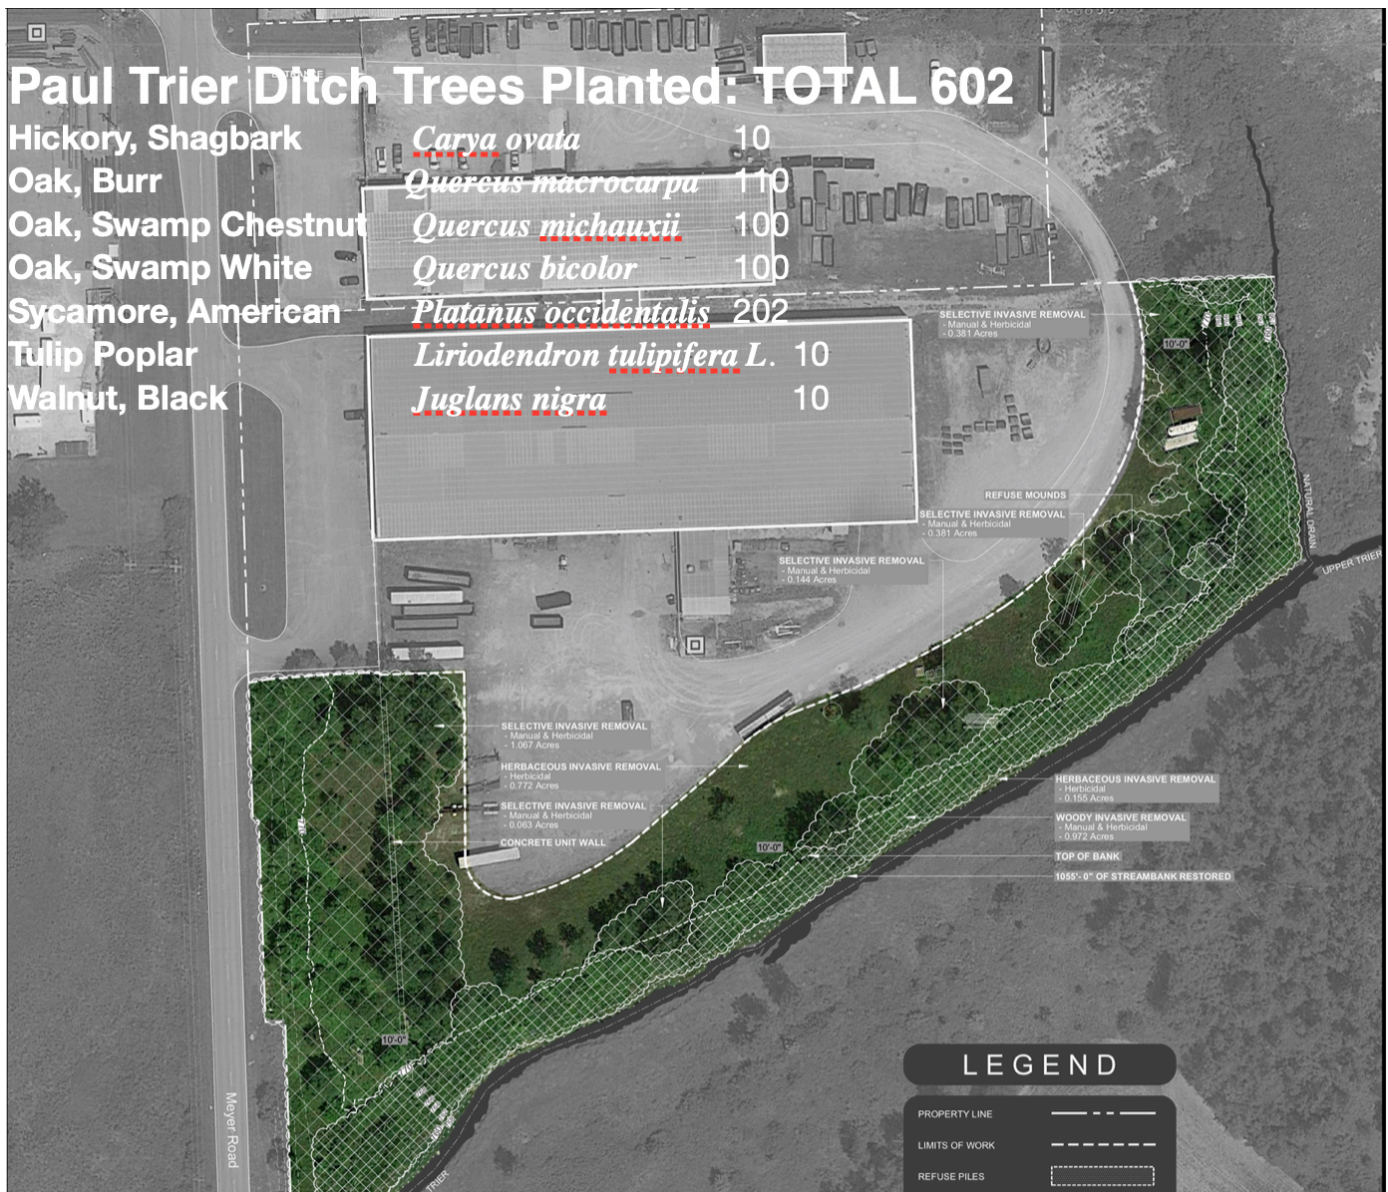 ENTRANCE
Paul Trier Ditch Trees Planted: TOTAL 602
Hickory, Shagbark Carya ovata 10
Oak, Burr Quercus macrocarpa 110
Oak, Swamp Chestnut Quercus michauxii 100
Oak, Swamp White Quercus bicolor 100
Sycamore, American Platanus occidentalis 202
Tulip Poplar Liriodendron tulipifera L. 10
Walnut, Black Juglans nigra 10
SELECTIVE INVASIVE REMOVAL
- Manual & Herbicidal
- 0.381 Acres
10'-0"
REFUSE MOUNDS
SELECTIVE INVASIVE REMOVAL
- Manual & Herbicidal
- 0.381 Acres
NATURAL DRAIN
UPPER TRIER
SELECTIVE INVASIVE REMOVAL
- Manual & Herbicidal
- 0.144 Acres
SELECTIVE INVASIVE REMOVAL
- Manual & Herbicidal
- 1.067 Acres
HERBACEOUS INVASIVE REMOVAL
- Herbicidal
- 0.772 Acres
SELECTIVE INVASIVE REMOVAL
- Manual & Herbicidal
- 0.063 Acres
CONCRETE UNIT WALL
HERBACEOUS INVASIVE REMOVAL
- Herbicidal
- 0.155 Acres
WOODY INVASIVE REMOVAL
- Manual & Herbicidal
- 0.972 Acres
10'-0"
TOP OF BANK
1055'- 0" OF STREAMBANK RESTORED
10'-0"
Meyer Road
TRIER
LEGEND
PROPERTY LINE
LIMITS OF WORK
REFUSE PILES